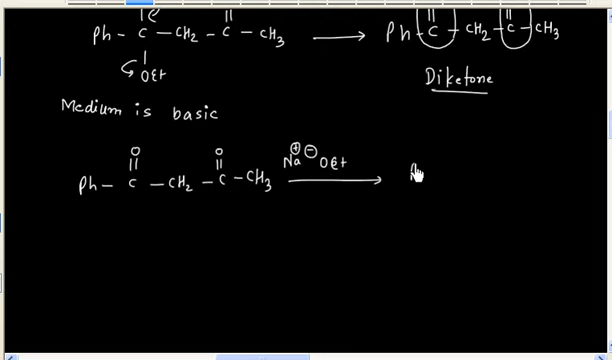 Ph - C - CH2 - C - CH3 → Ph - C - CH2 - C - CH3
OEt
Diketone
Medium is basic
O O Na⊕ ⊖OEt
Ph - C - CH2 - C - CH3 →